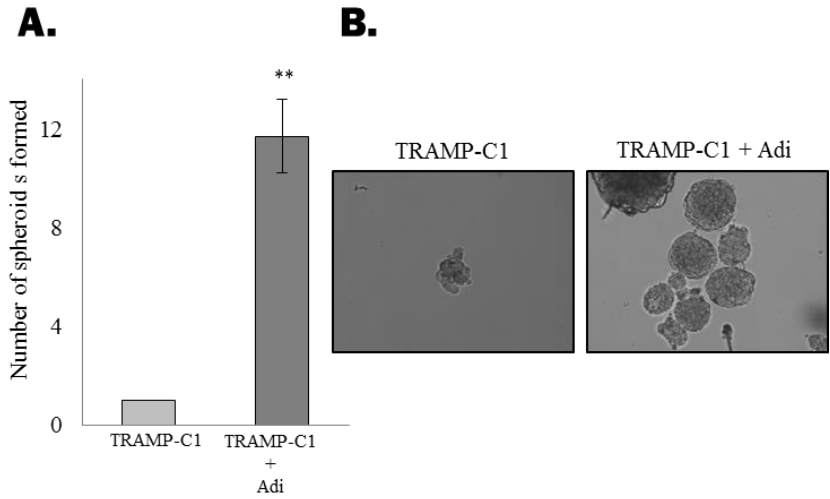 A.
B.
**
12
8
4
0
Number of spheroid s formed
TRAMP-C1
TRAMP-C1
+
Adi
TRAMP-C1
TRAMP-C1 + Adi